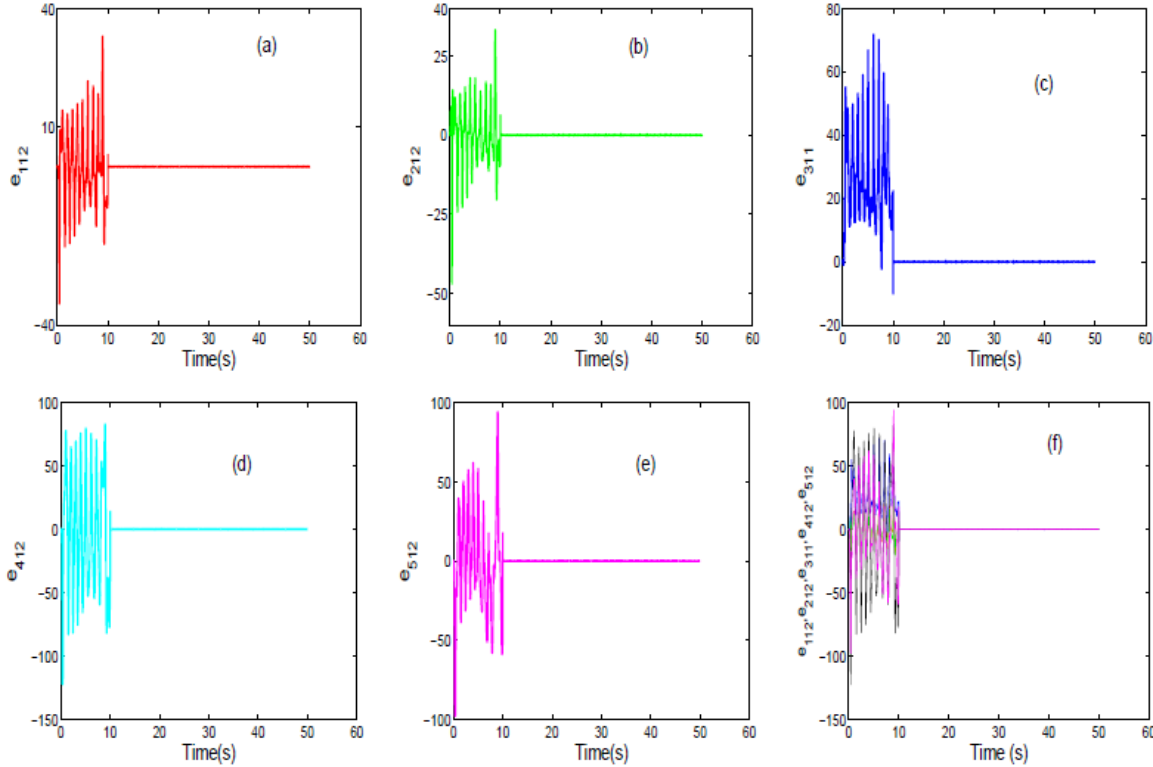 40
10
−40
0 10 20 30 40 50 60
Time(s)
e112
(a)
40
25
0
−25
−50
0 10 20 30 40 50 60
Time(s)
e212
(b)
80
60
40
20
0
−20
0 10 20 30 40 50 60
Time(s)
e311
(c)
100
50
0
−50
−100
−150
0 10 20 30 40 50 60
Time(s)
e412
(d)
100
50
0
−50
−100
0 10 20 30 40 50 60
Time(s)
e512
(e)
100
50
0
−50
−100
−150
0 10 20 30 40 50 60
Time (s)
e112,e212,e311,e412,e512
(f)